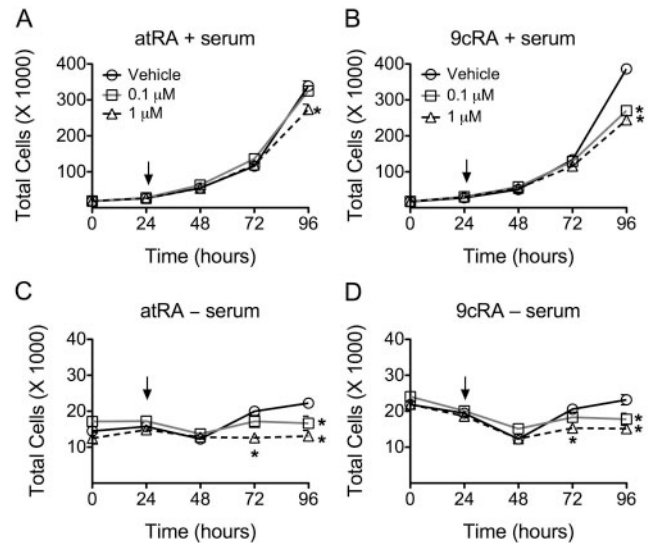 A
atRA + serum
Total Cells (X 1000)
400
300
200
100
Vehicle
0.1 μM
1 μM
*
0 24 48 72 96
Time (hours)
B
9cRA + serum
Total Cells (X 1000)
400
300
200
100
Vehicle
0.1 μM
1 μM
*
*
0 24 48 72 96
Time (hours)
C
atRA – serum
Total Cells (X 1000)
40
30
20
10
*
*
*
0 24 48 72 96
Time (hours)
D
9cRA – serum
Total Cells (X 1000)
40
30
20
10
*
*
*
0 24 48 72 96
Time (hours)